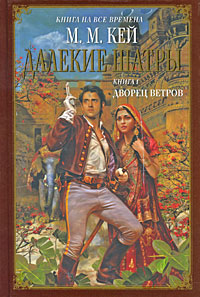 КНИГА НА ВСЕ ВРЕМЕНА
М. М. КЕЙ
ДАЛЕКИЕ ШАТРЫ
КНИГА 1
ДВОРЕЦ ВЕТРОВ